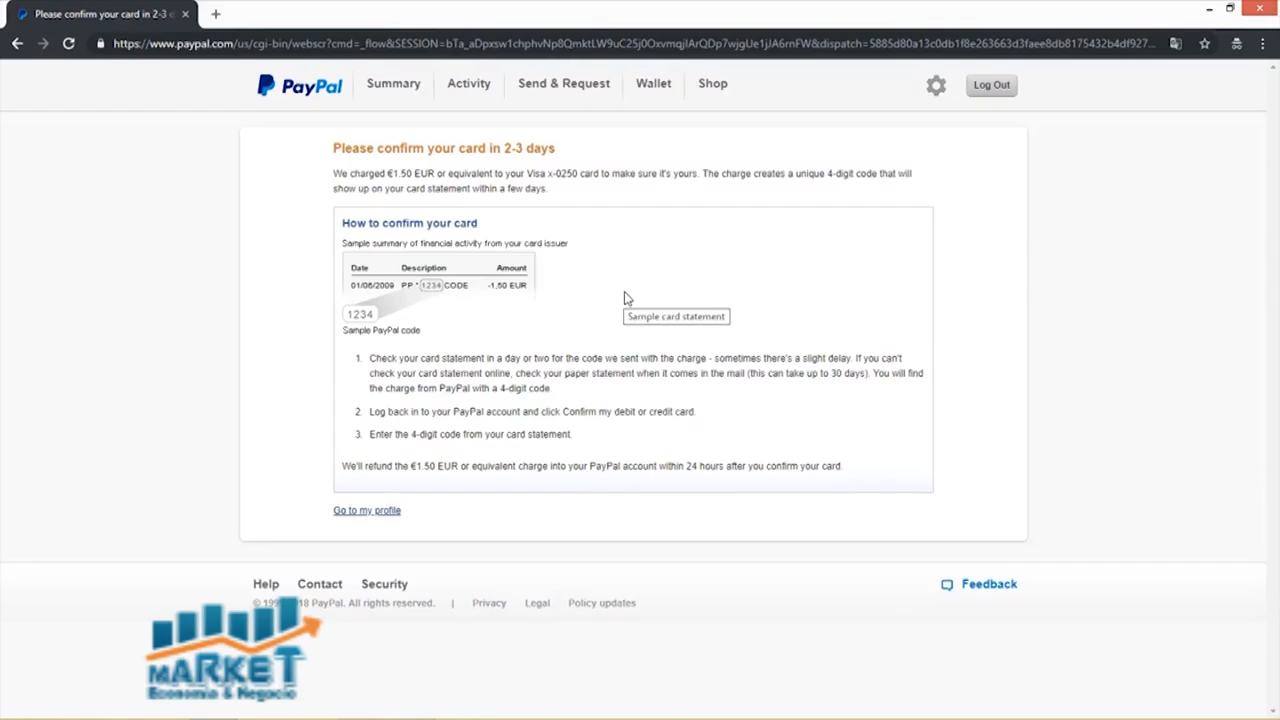 Please confirm your card in 2-3 d
https://www.paypal.com/us/cgi-bin/webscr?cmd=_flow&SESSION=
PayPal
Summary
Activity
Send & Request
Wallet
Shop
Log Out
Please confirm your card in 2-3 days
We charged €1.50 EUR or equivalent to your Visa x-0250 card to make sure it's yours. The charge creates a unique 4-digit code that will
show up on your card statement within a few days.
How to confirm your card
Sample summary of financial activity from your card issuer
Date Description Amount
01/06/2009 PP * 1234 CODE -1,50 EUR
1234
Sample PayPal code
Sample card statement
1. Check your card statement in a day or two for the code we sent with the charge - sometimes there's a slight delay. If you can't
check your card statement online, check your paper statement when it comes in the mail (this can take up to 30 days). You will find
the charge from PayPal with a 4-digit code.
2. Log back in to your PayPal account and click Confirm my debit or credit card.
3. Enter the 4-digit code from your card statement.
We'll refund the €1.50 EUR or equivalent charge into your PayPal account within 24 hours after you confirm your card.
Go to my profile
Help Contact Security
Feedback
PayPal. All rights reserved. | Privacy Legal Policy updates
MARKET
Economia & Negocio